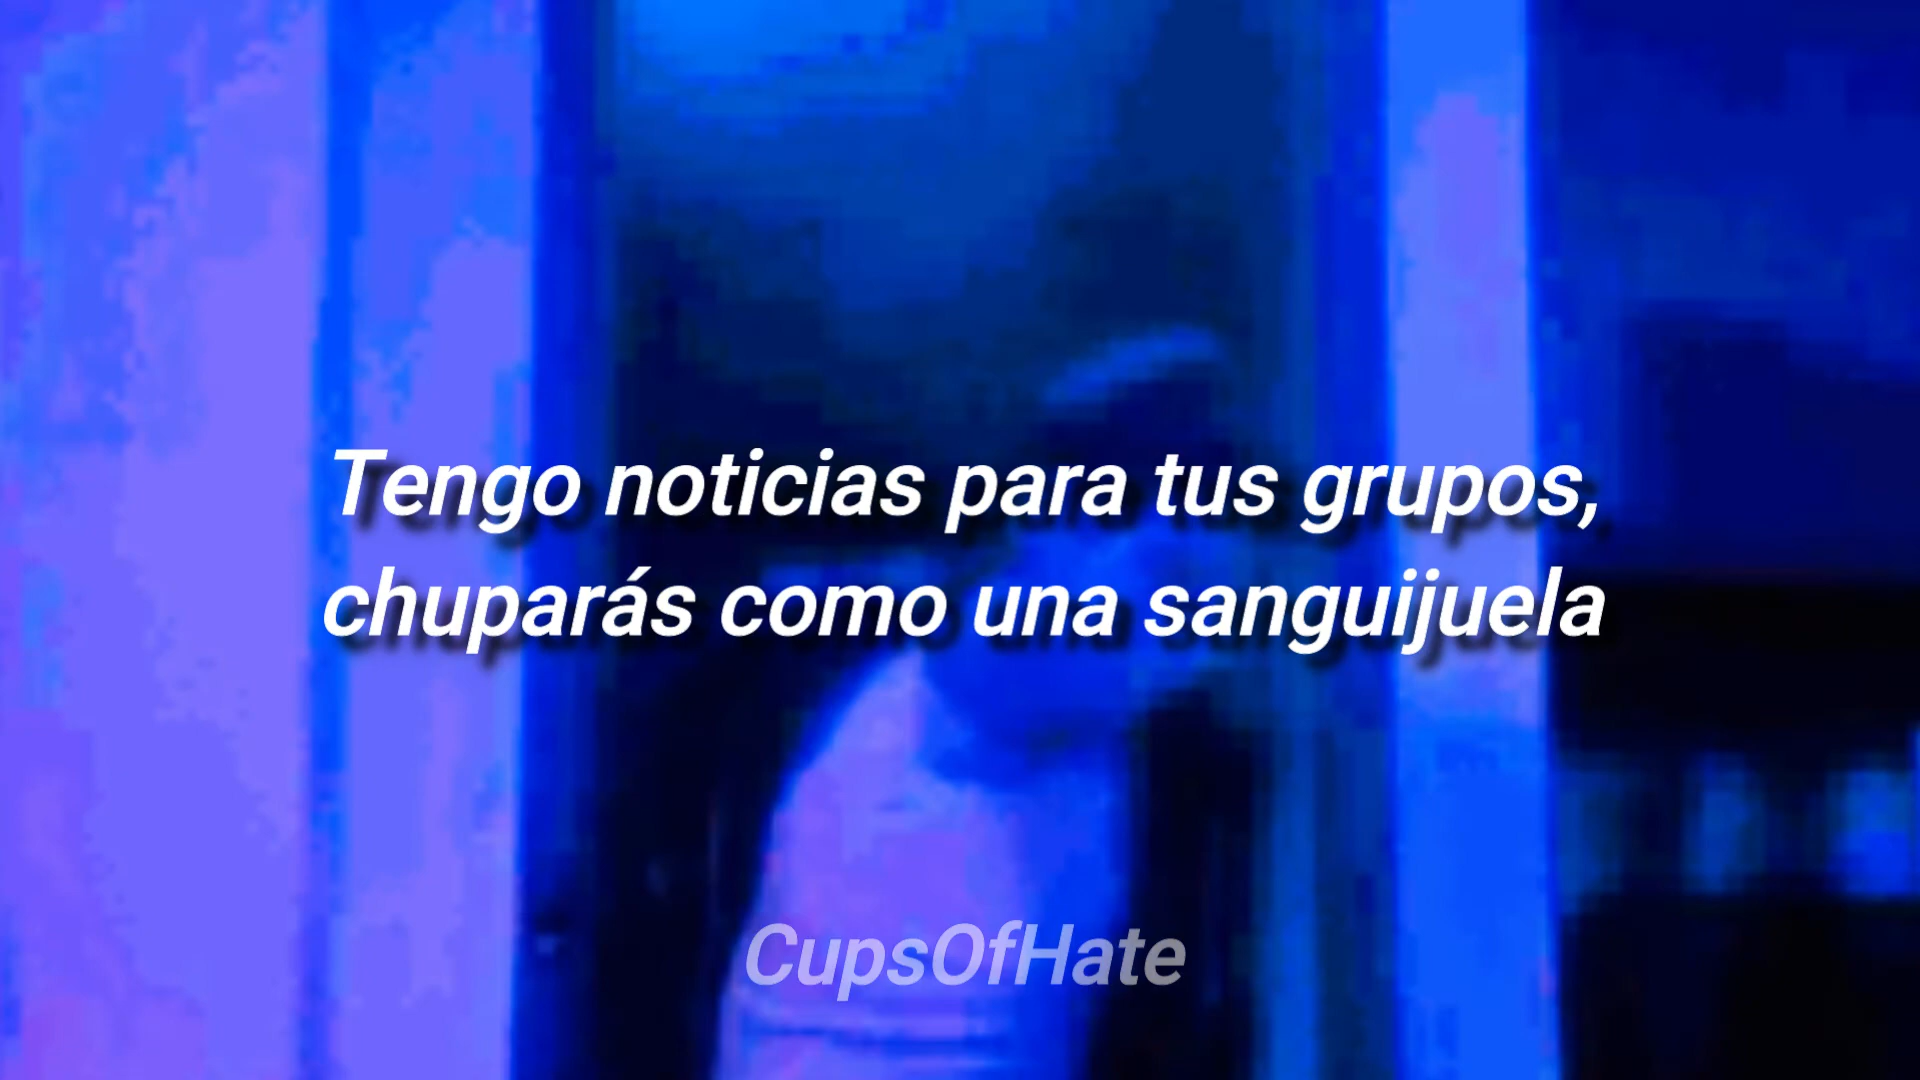 Tengo noticias para tus grupos,
chuparás como una sanguijuela
CupsOfHate